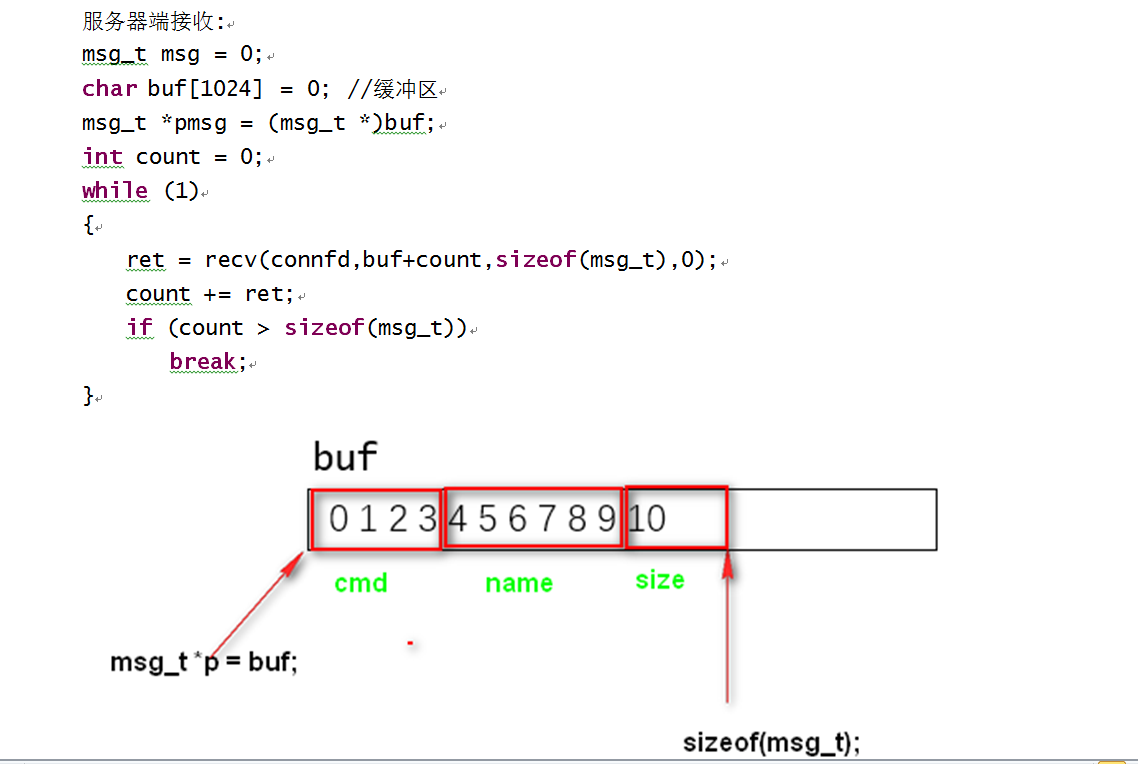 服务器端接收:
msg_t msg = 0;
char buf[1024] = 0; //缓冲区
msg_t *pmsg = (msg_t *)buf;
int count = 0;
while (1)
{
ret = recv(connfd,buf+count,sizeof(msg_t),0);
count += ret;
if (count > sizeof(msg_t))
break;
}
buf
0 1 2 3 4 5 6 7 8 9 10
cmd name size
msg_t *p = buf;
sizeof(msg_t);